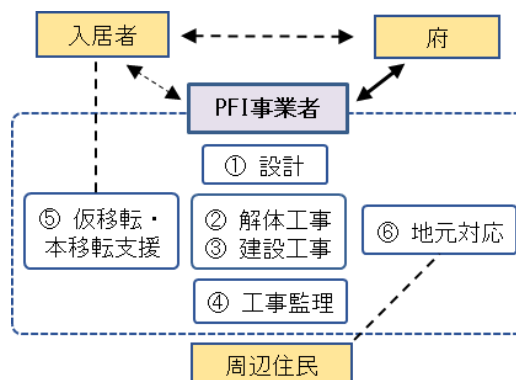 入居者
府
PFI事業者
① 設計
⑤ 仮移転・
本移転支援
② 解体工事
③ 建設工事
⑥ 地元対応
④ 工事監理
周辺住民